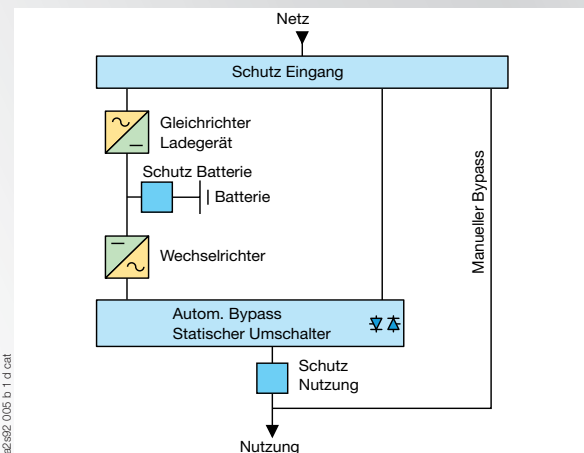 Netz
Schutz Eingang
Gleichrichter
Ladegerät
Schutz Batterie
Batterie
Manueller Bypass
Wechselrichter
Autom. Bypass
Statischer Umschalter
Schutz
Nutzung
Nutzung
a2s92 005 b 1 d cat